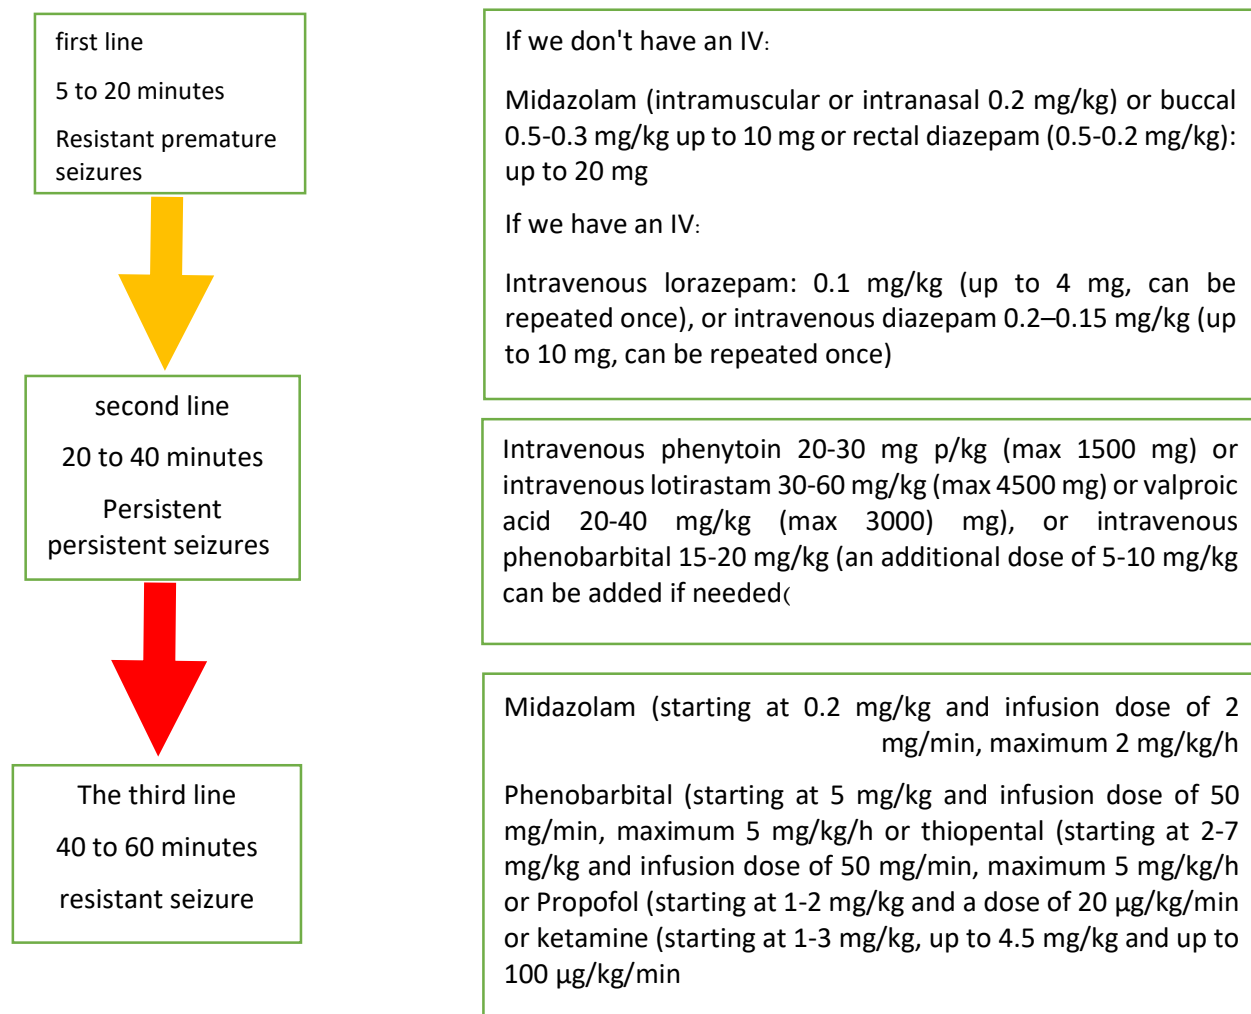 first line
5 to 20 minutes
Resistant premature
seizures
If we don't have an IV:
Midazolam (intramuscular or intranasal 0.2 mg/kg) or buccal
0.5-0.3 mg/kg up to 10 mg or rectal diazepam (0.5-0.2 mg/kg):
up to 20 mg
If we have an IV:
Intravenous lorazepam: 0.1 mg/kg (up to 4 mg, can be
repeated once), or intravenous diazepam 0.2–0.15 mg/kg (up
to 10 mg, can be repeated once)
second line
20 to 40 minutes
Persistent
persistent seizures
Intravenous phenytoin 20-30 mg p/kg (max 1500 mg) or
intravenous lotirastam 30-60 mg/kg (max 4500 mg) or valproic
acid 20-40 mg/kg (max 3000) mg), or intravenous
phenobarbital 15-20 mg/kg (an additional dose of 5-10 mg/kg
can be added if needed(
The third line
40 to 60 minutes
resistant seizure
Midazolam (starting at 0.2 mg/kg and infusion dose of 2
mg/min, maximum 2 mg/kg/h
Phenobarbital (starting at 5 mg/kg and infusion dose of 50
mg/min, maximum 5 mg/kg/h or thiopental (starting at 2-7
mg/kg and infusion dose of 50 mg/min, maximum 5 mg/kg/h
or Propofol (starting at 1-2 mg/kg and a dose of 20 µg/kg/min
or ketamine (starting at 1-3 mg/kg, up to 4.5 mg/kg and up to
100 µg/kg/min